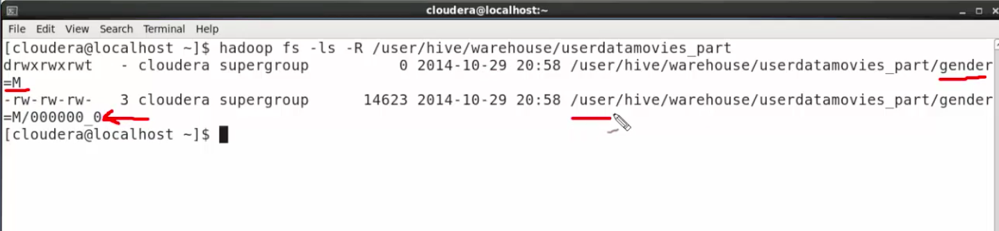 cloudera@localhost:~
File Edit View Search Terminal Help
[cloudera@localhost ~]$ hadoop fs -ls -R /user/hive/warehouse/userdatamovies_part
drwxrwxrwt   - cloudera supergroup          0 2014-10-29 20:58 /user/hive/warehouse/userdatamovies_part/gender
=M
-rw-rw-rw-   3 cloudera supergroup      14623 2014-10-29 20:58 /user/hive/warehouse/userdatamovies_part/gender
=M/000000_0
[cloudera@localhost ~]$